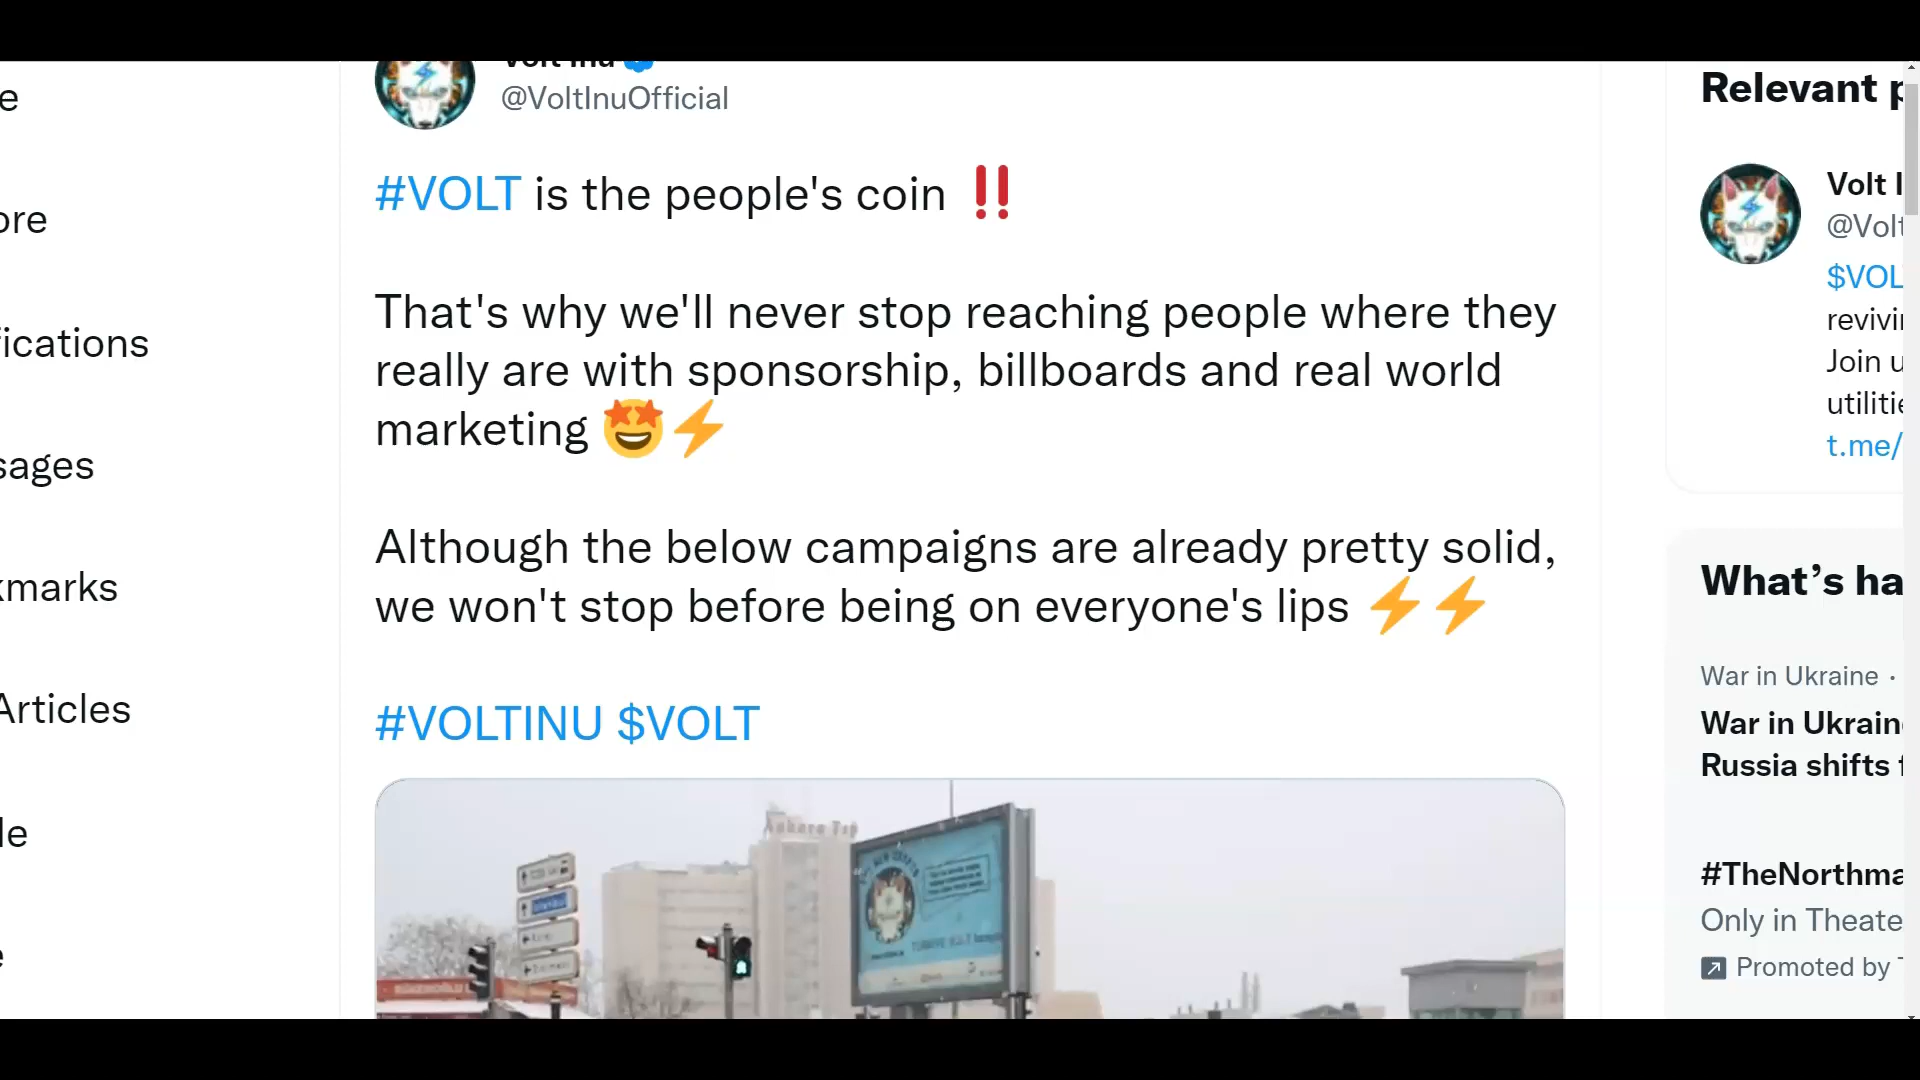 Volt Inu
@VoltInuOfficial
#VOLT is the people's coin ‼
That's why we'll never stop reaching people where they
really are with sponsorship, billboards and real world
marketing 🤩⚡
Although the below campaigns are already pretty solid,
we won't stop before being on everyone's lips ⚡⚡
#VOLTINU $VOLT
e
ore
ications
sages
kmarks
Articles
le
e
Relevant p
Volt I
@Volt
$VOL
revivin
Join u
utilitie
t.me/
What's ha
War in Ukraine ·
War in Ukrain
Russia shifts f
#TheNorthma
Only in Theate
Promoted by T